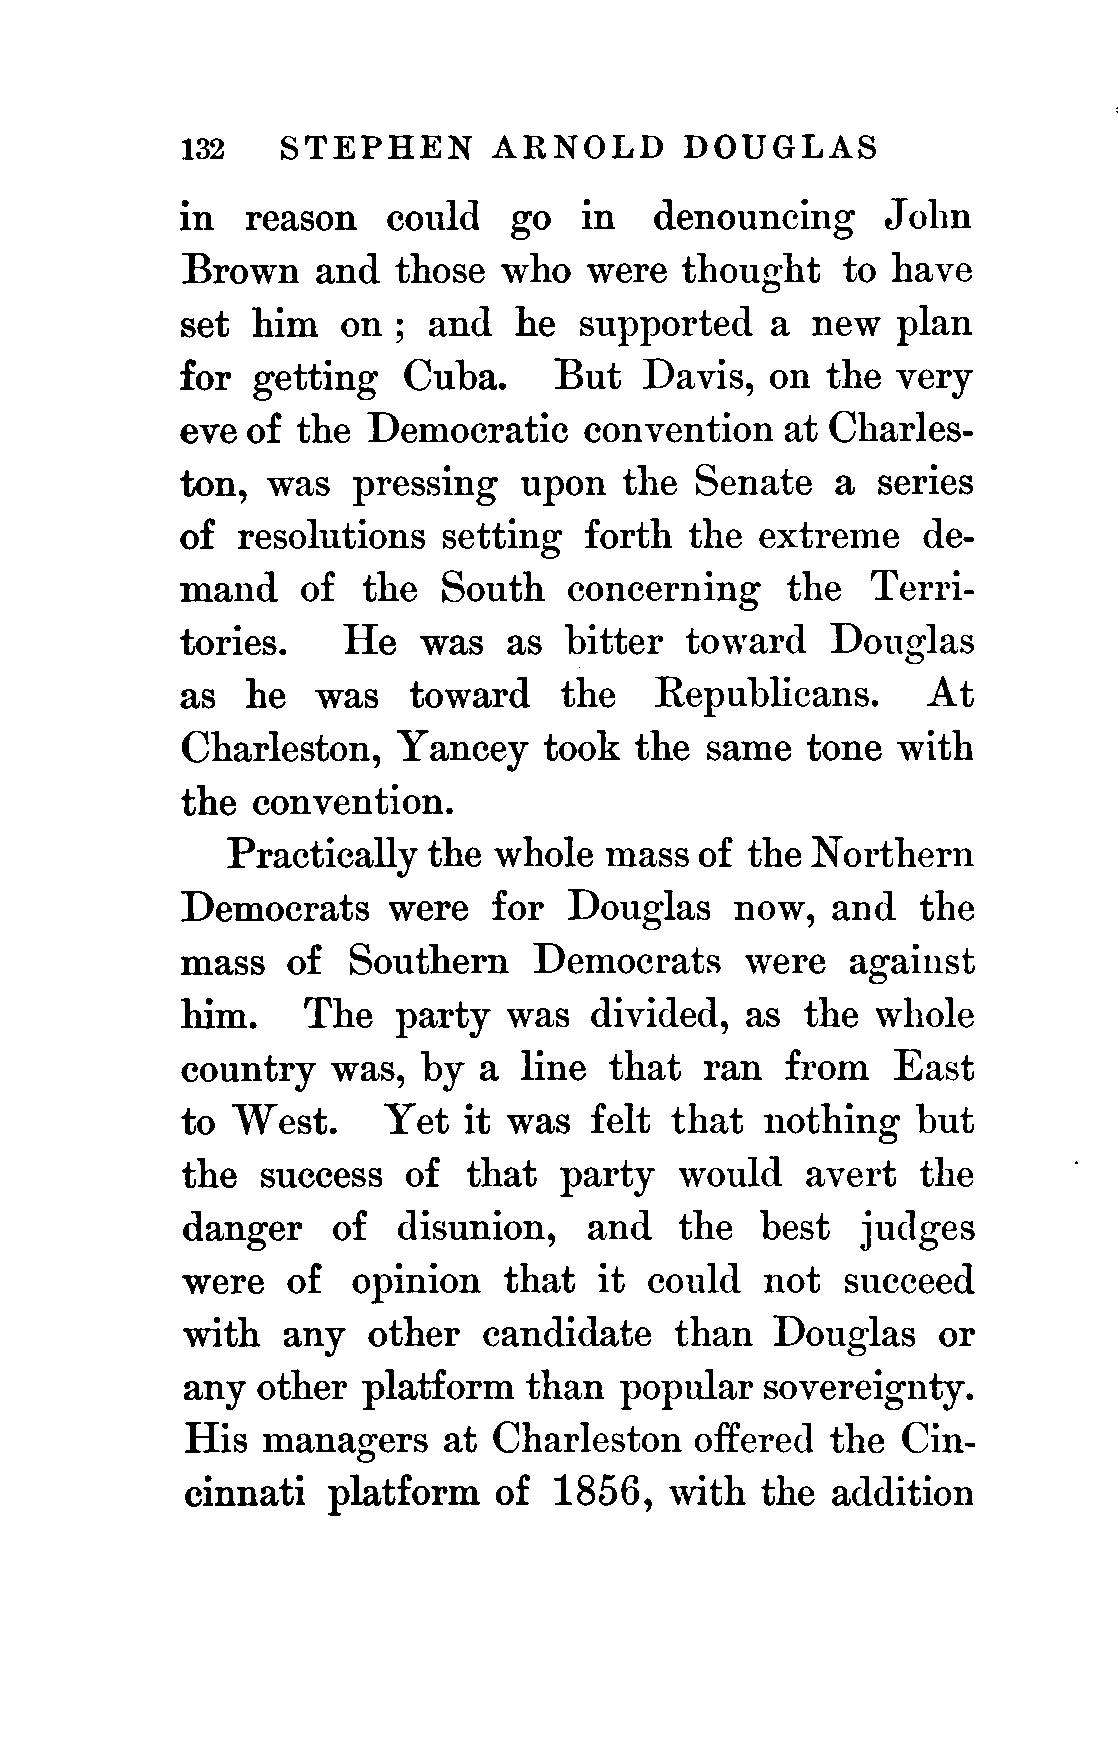 132 STEPHEN ARNOLD DOUGLAS
in reason could go in denouncing John
Brown and those who were thought to have
set him on ; and he supported a new plan
for getting Cuba. But Davis, on the very
eve of the Democratic convention at Charles-
ton, was pressing upon the Senate a series
of resolutions setting forth the extreme de-
mand of the South concerning the Terri-
tories. He was as bitter toward Douglas
as he was toward the Republicans. At
Charleston, Yancey took the same tone with
the convention.
Practically the whole mass of the Northern
Democrats were for Douglas now, and the
mass of Southern Democrats were against
him. The party was divided, as the whole
country was, by a line that ran from East
to West. Yet it was felt that nothing but
the success of that party would avert the
danger of disunion, and the best judges
were of opinion that it could not succeed
with any other candidate than Douglas or
any other platform than popular sovereignty.
His managers at Charleston offered the Cin-
cinnati platform of 1856, with the addition